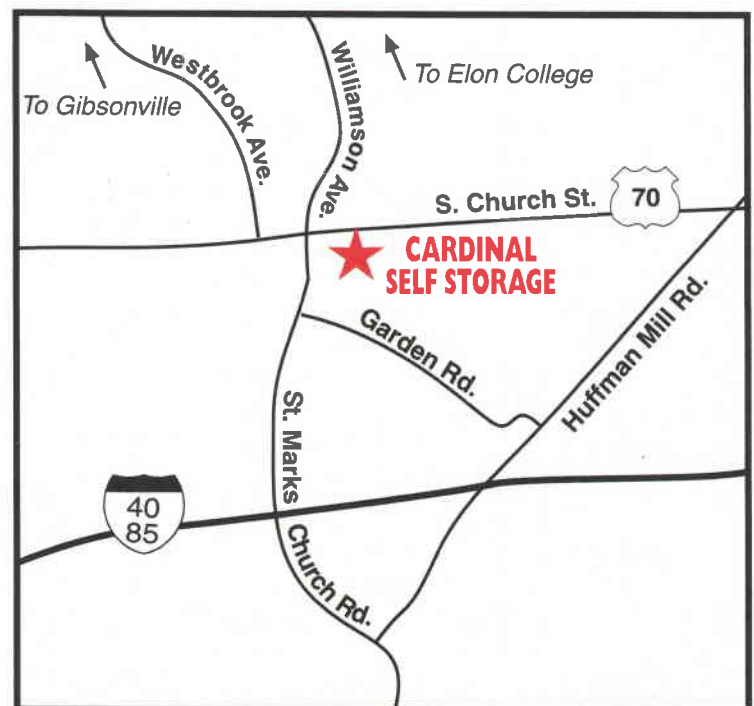 Westbrook Ave.
Williamson Ave.
To Elon College
To Gibsonville
S. Church St.
70
CARDINAL
SELF STORAGE
Garden Rd.
Huffman Mill Rd.
St. Marks Church Rd.
40
85